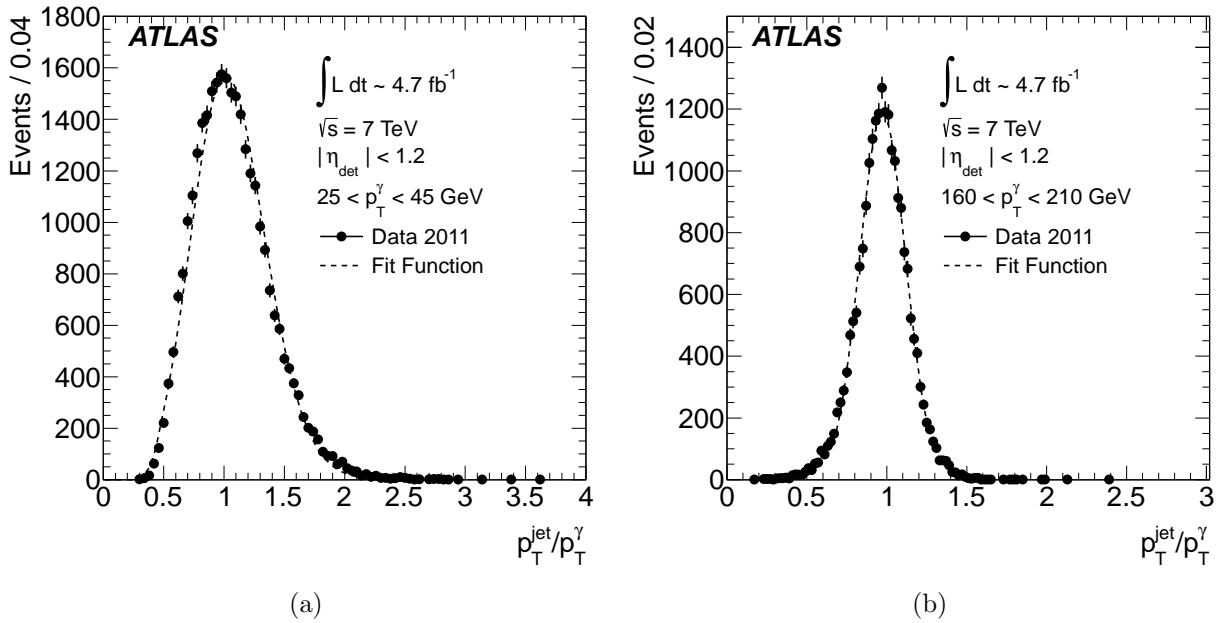 ATLAS
Events / 0.04
1800
1600
1400
1200
1000
800
600
400
200
0
∫ L dt ~ 4.7 fb⁻¹
√s = 7 TeV
| η_det | < 1.2
25 < p_T^γ < 45 GeV
Data 2011
Fit Function
0 0.5 1 1.5 2 2.5 3 3.5 4
p_T^jet/p_T^γ
(a)
ATLAS
Events / 0.02
1400
1200
1000
800
600
400
200
0
∫ L dt ~ 4.7 fb⁻¹
√s = 7 TeV
| η_det | < 1.2
160 < p_T^γ < 210 GeV
Data 2011
Fit Function
0 0.5 1 1.5 2 2.5 3
p_T^jet/p_T^γ
(b)